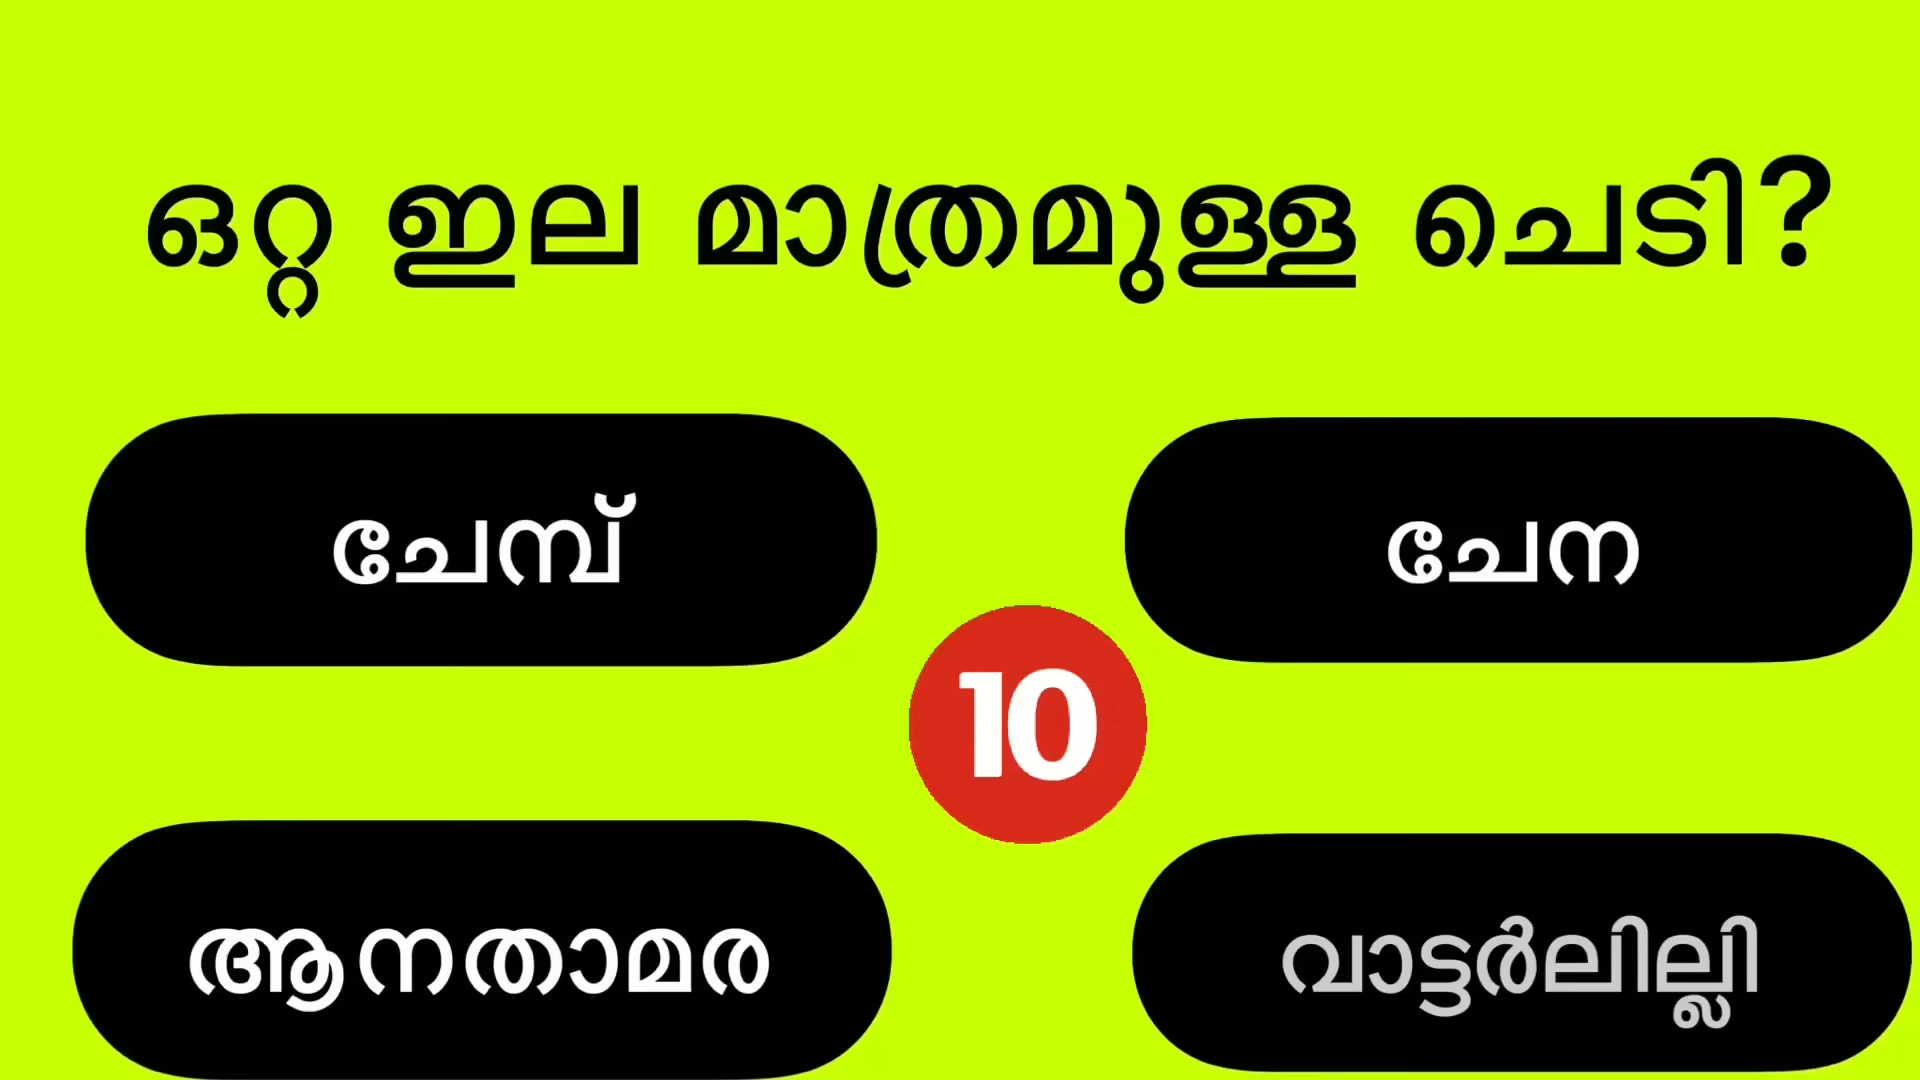 ഒറ്റ ഇല മാത്രമുള്ള ചെടി?
ചേമ്പ്
ചേന
10
ആനതാമര
വാട്ടർലില്ലി